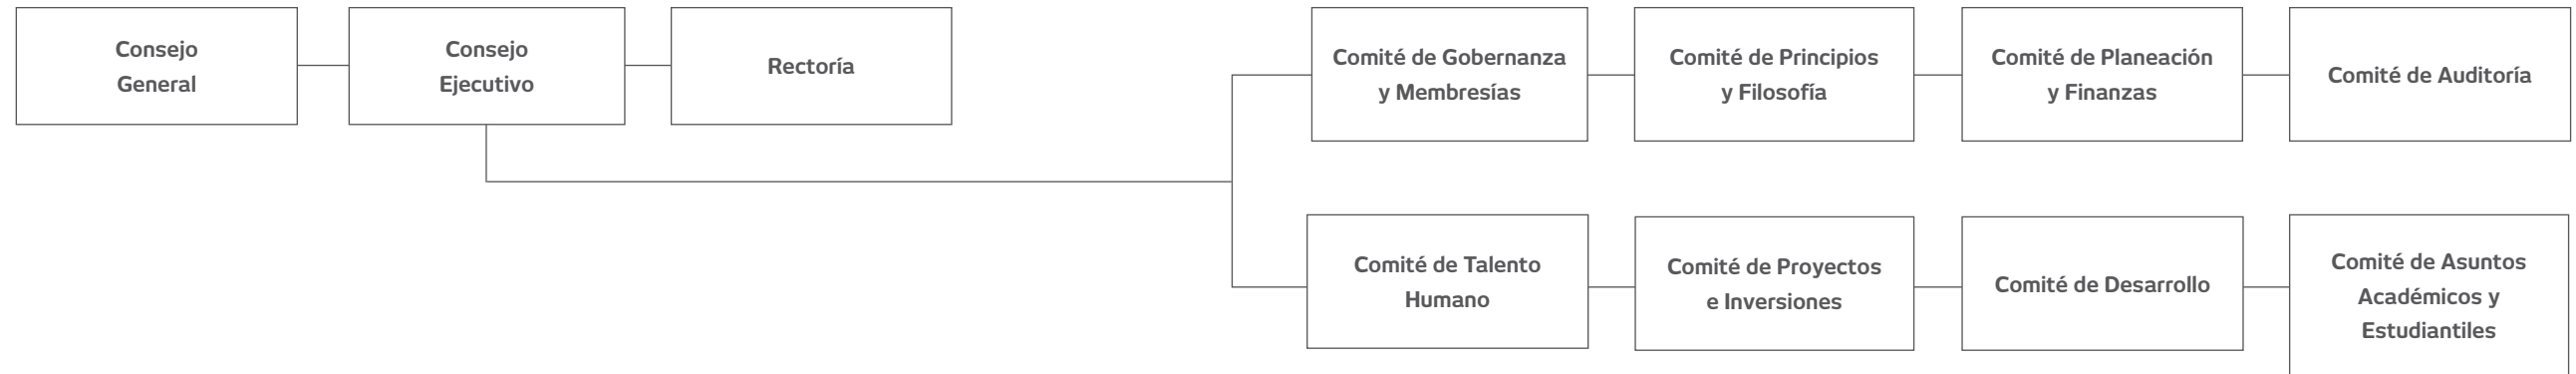 Consejo
General
Consejo
Ejecutivo
Rectoría
Comité de Gobernanza
y Membresías
Comité de Principios
y Filosofía
Comité de Planeación
y Finanzas
Comité de Auditoría
Comité de Talento
Humano
Comité de Proyectos
e Inversiones
Comité de Desarrollo
Comité de Asuntos
Académicos y
Estudiantiles